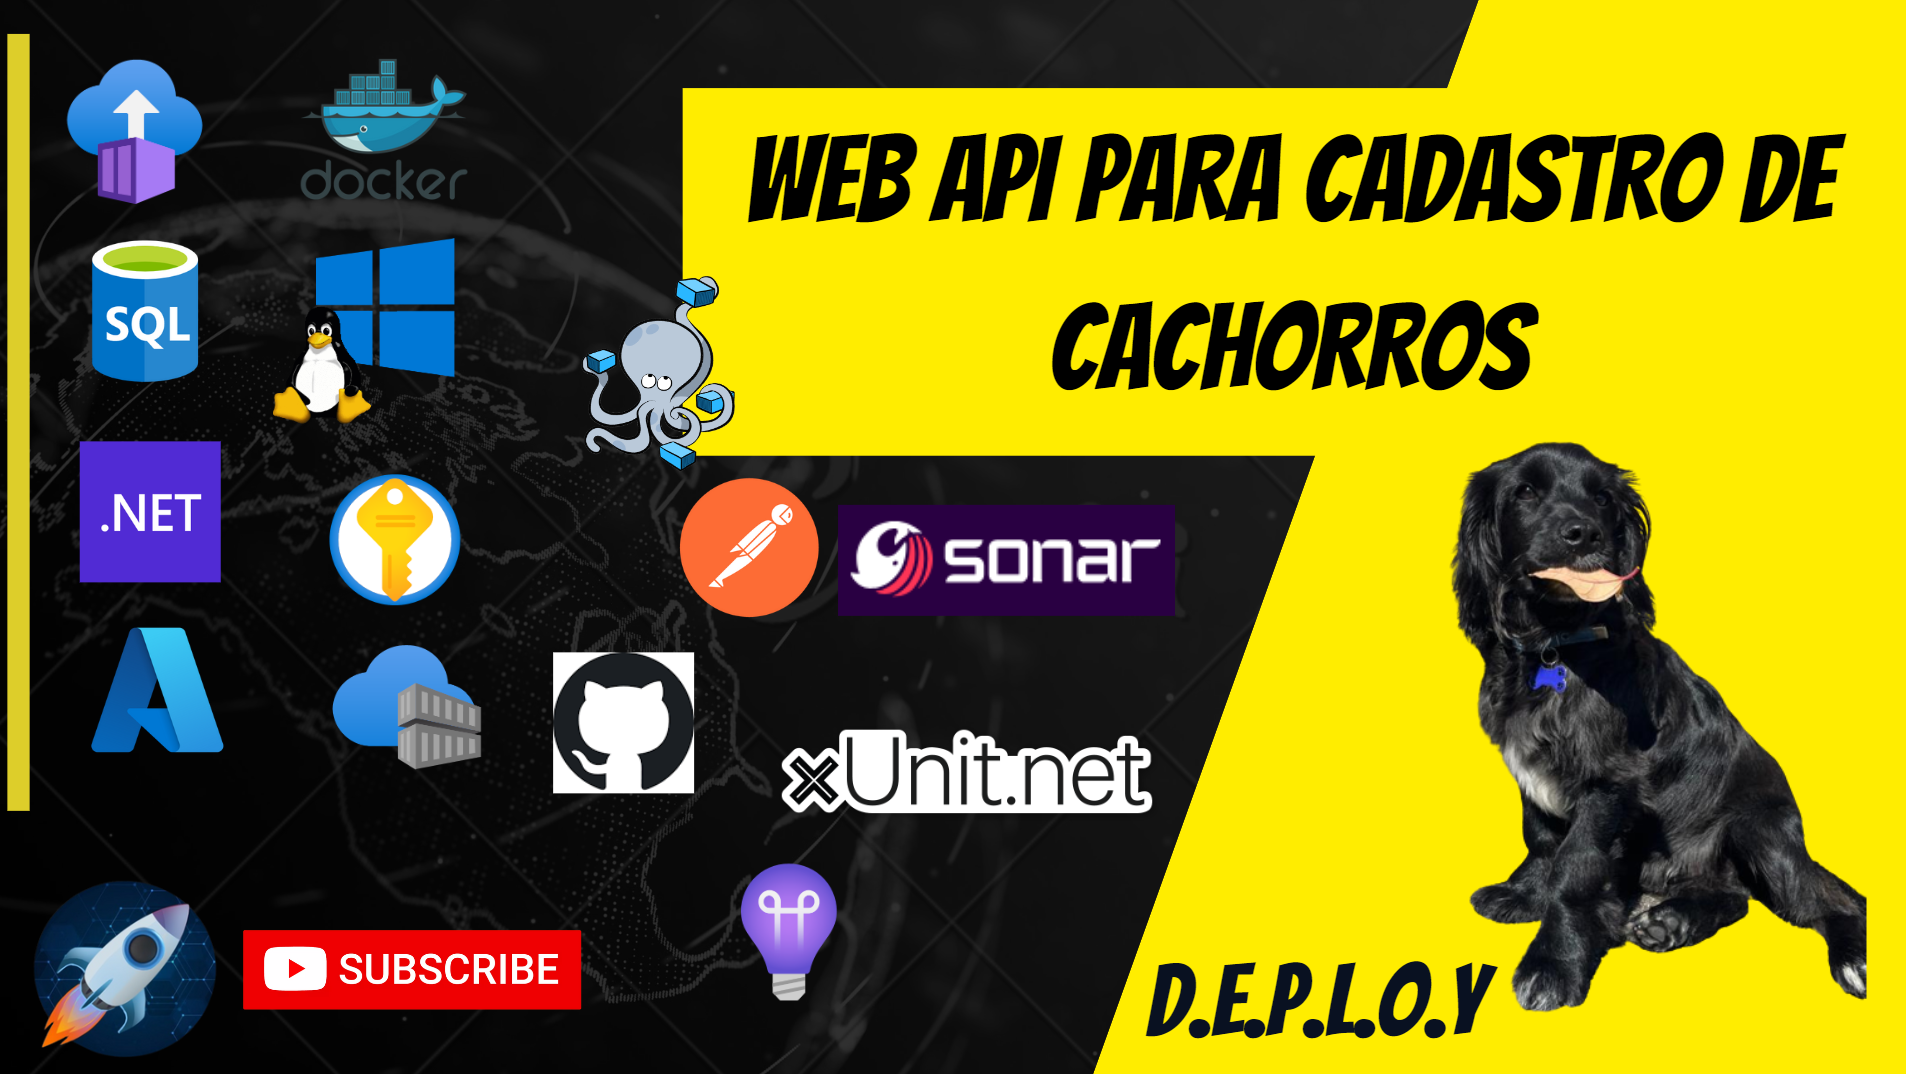 docker
WEB API PARA CADASTRO DE
CACHORROS
SQL
.NET
sonar
xUnit.net
SUBSCRIBE
D.E.P.L.O.Y